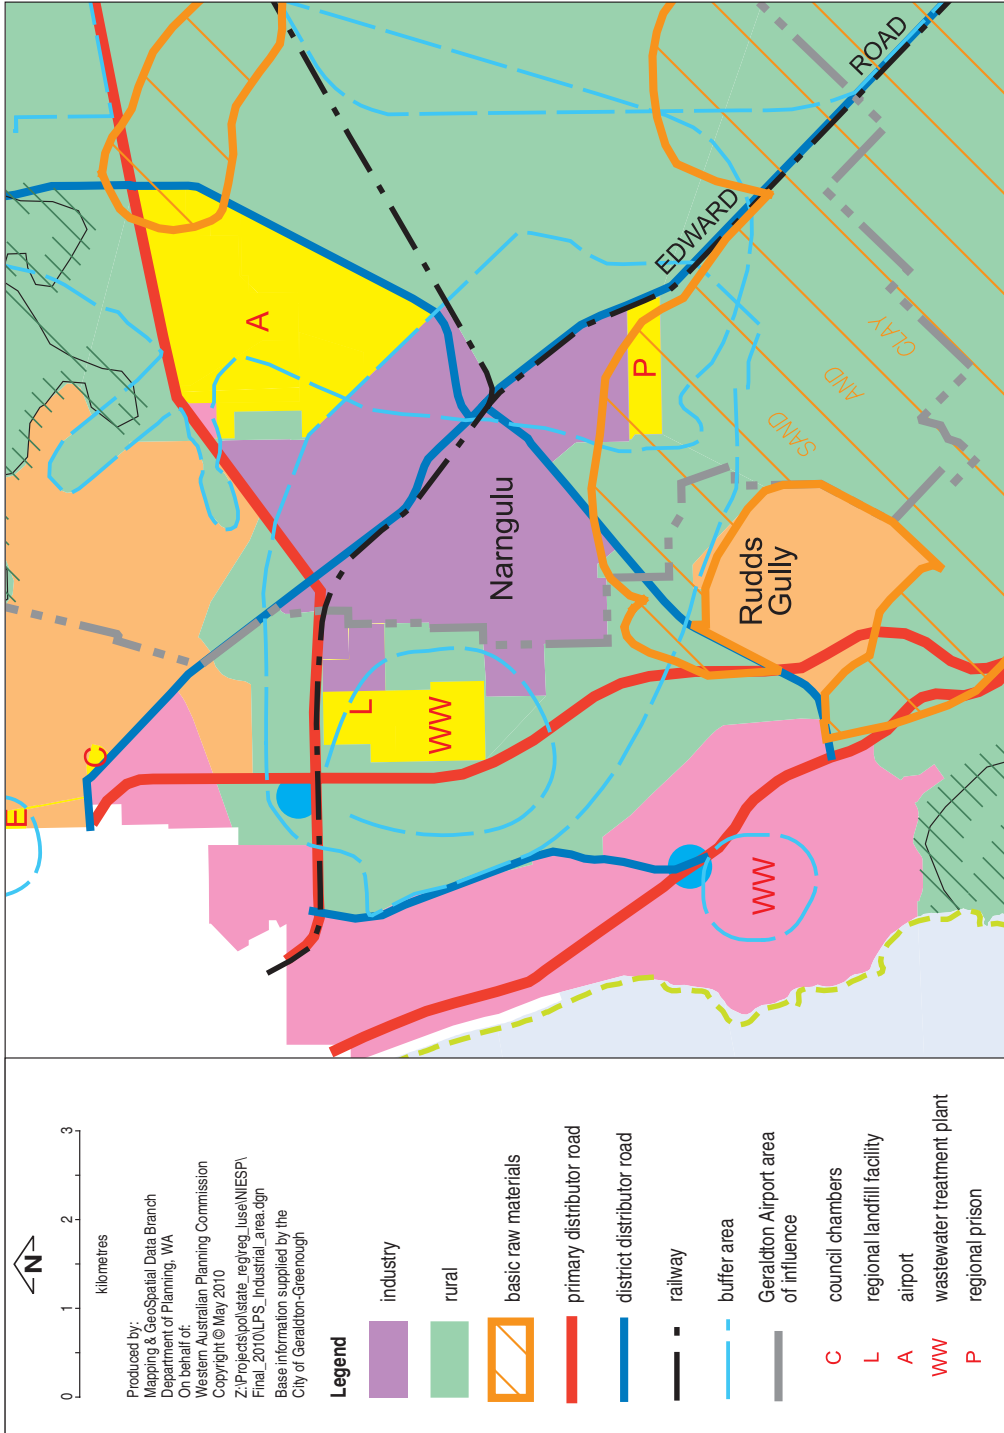 E
C
A
L
WW
Narngulu
P
EDWARD
ROAD
SAND
AND
CLAY
Rudds
Gully
WW
N
0
1
2
3
kilometres
Produced by:
Mapping & GeoSpatial Data Branch
Department of Planning, WA
On behalf of:
Western Australian Planning Commission
Copyright © May 2010
Z:\Projects\pol\state_reg\reg_luse\NIESP\
Final_2010\LPS_Industrial_area.dgn
Base information supplied by the
City of Geraldton-Greenough
Legend
industry
rural
basic raw materials
primary distributor road
district distributor road
railway
buffer area
Geraldton Airport area
of influence
C council chambers
L regional landfill facility
A airport
WW wastewater treatment plant
P regional prison